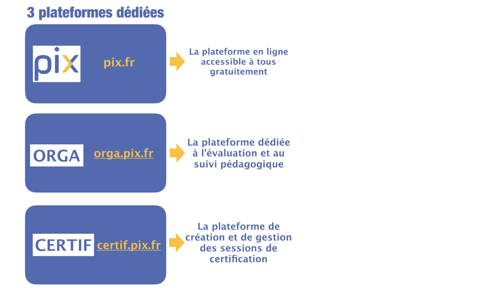 3 plateformes dédiées
pix
pix.fr
La plateforme en ligne
accessible à tous
gratuitement
ORGA
orga.pix.fr
La plateforme dédiée
à l'évaluation et au
suivi pédagogique
CERTIF
certif.pix.fr
La plateforme de
création et de gestion
des sessions de
certification